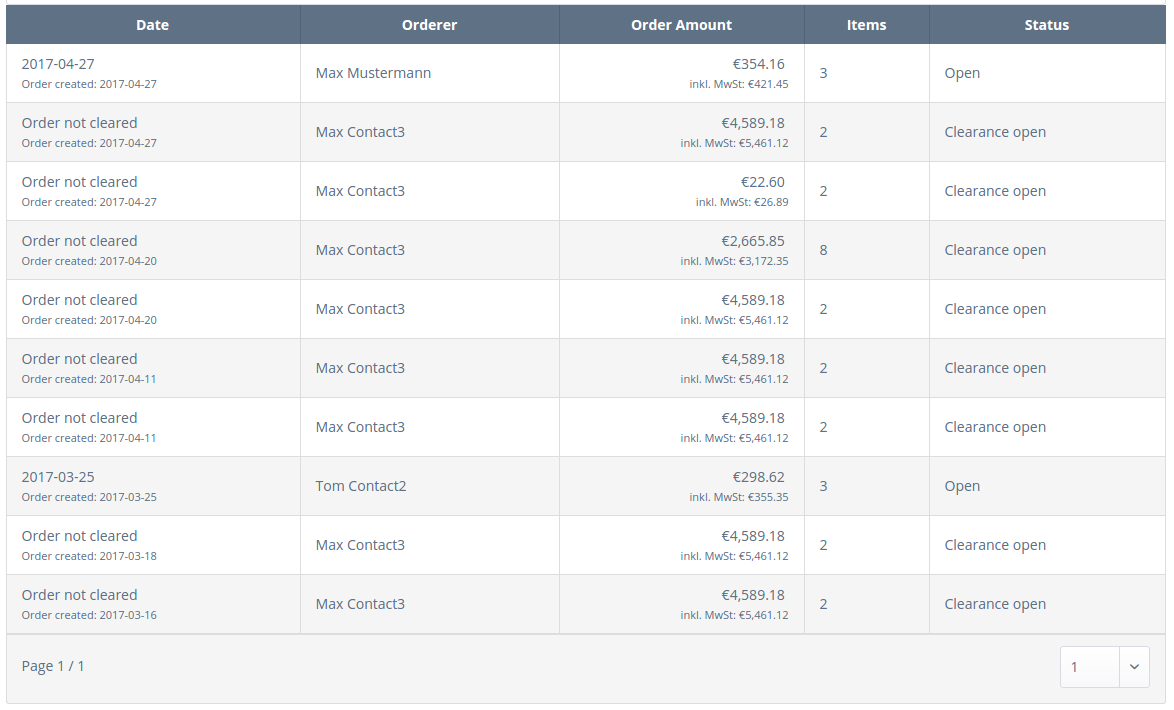 Date Orderer Order Amount Items Status
2017-04-27 €354.16
Max Mustermann 3 Open
Order created: 2017-04-27 inkl. MwSt: €421.45
Order not cleared €4,589.18
Max Contact3 2 Clearance open
Order created: 2017-04-27 inkl. MwSt: €5,461.12
Order not cleared €22.60
Max Contact3 2 Clearance open
Order created: 2017-04-27 inkl. MwSt: €26.89
Order not cleared €2,665.85
Max Contact3 8 Clearance open
Order created: 2017-04-20 inkl. MwSt: €3,172.35
Order not cleared €4,589.18
Max Contact3 2 Clearance open
Order created: 2017-04-20 inkl. MwSt: €5,461.12
Order not cleared €4,589.18
Max Contact3 2 Clearance open
Order created: 2017-04-11 inkl. MwSt: €5,461.12
Order not cleared €4,589.18
Max Contact3 2 Clearance open
Order created: 2017-04-11 inkl. MwSt: €5,461.12
2017-03-25 €298.62
Tom Contact2 3 Open
Order created: 2017-03-25 inkl. MwSt: €355.35
Order not cleared €4,589.18
Max Contact3 2 Clearance open
Order created: 2017-03-18 inkl. MwSt: €5,461.12
Order not cleared €4,589.18
Max Contact3 2 Clearance open
Order created: 2017-03-16 inkl. MwSt: €5,461.12
Page 1 / 1 1